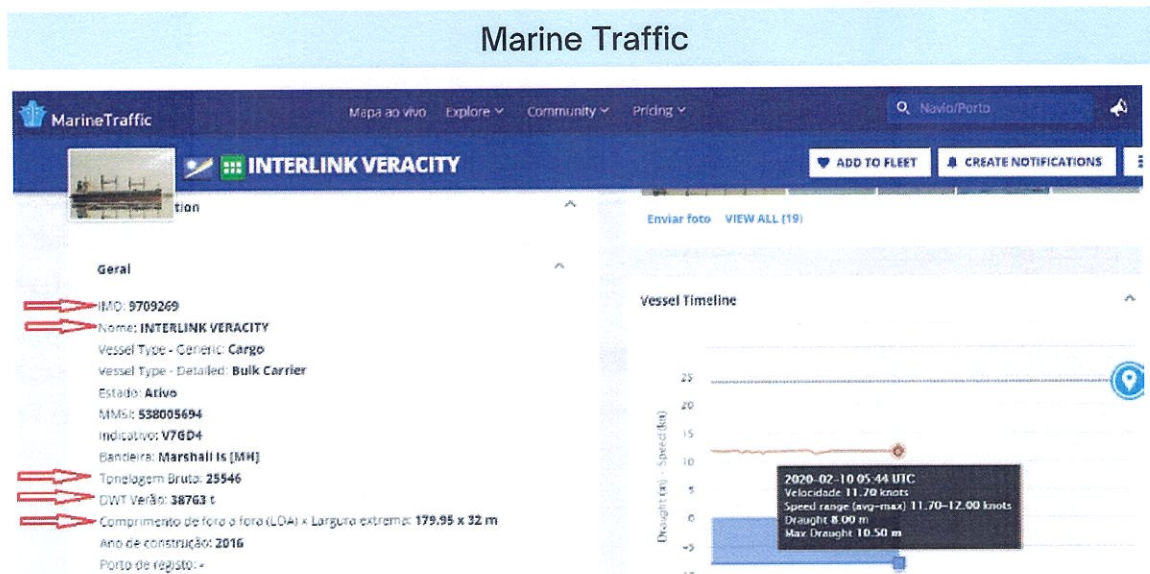 Marine Traffic
MarineTraffic
Mapa ao vivo Explore Community Pricing
Navio/Porto
INTERLINK VERACITY
ADD TO FLEET
CREATE NOTIFICATIONS
tion
Enviar foto VIEW ALL (19)
Geral
IMO: 9709269
Nome: INTERLINK VERACITY
Vessel Type - Generic: Cargo
Vessel Type - Detailed: Bulk Carrier
Estado: Ativo
MMSI: 538005694
Indicativo: V7GD4
Bandeira: Marshall Is [MH]
Tonelagem Bruta: 25546
DWT Verão: 38763 t
Comprimento de fora a fora (LOA) x Largura extrema: 179.95 x 32 m
Ano de construção: 2016
Porto de registo: -
Vessel Timeline
Draught (m) - Speed (kn)
25
20
15
10
5
0
-5
2020-02-10 05:44 UTC
Velocidade 11.70 knots
Speed range (avg-max) 11.70-12.00 knots
Draught 8.00 m
Max Draught 10.50 m